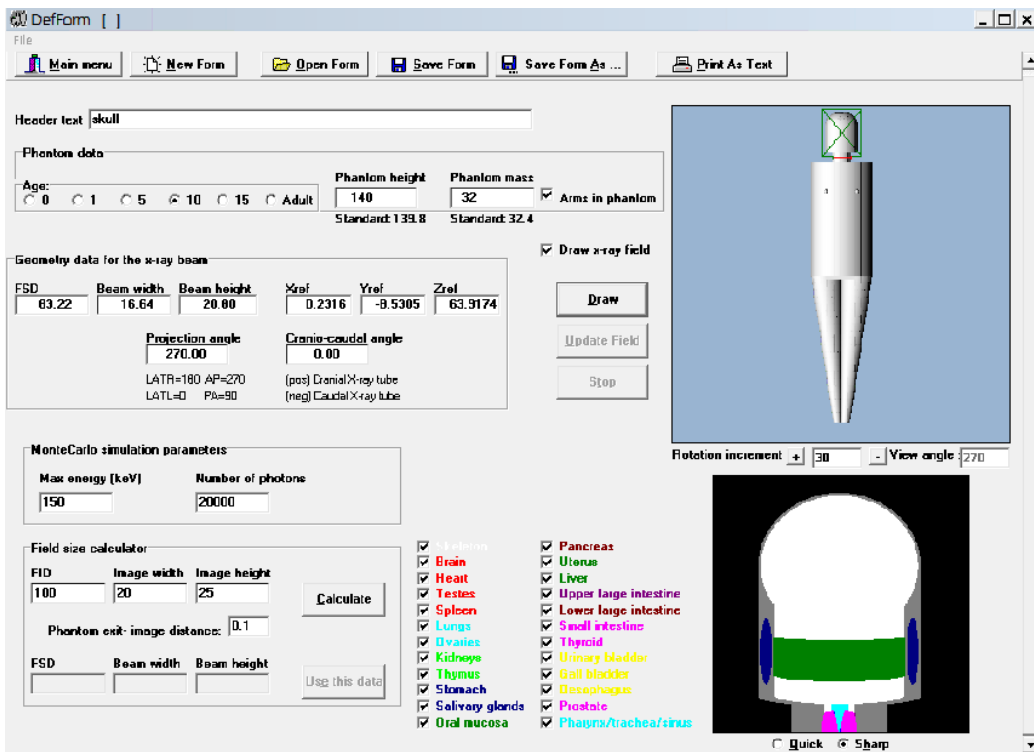 DefForm [ ]
File
Main menu New Form Open Form Save Form Save Form As ... Print As Text
Header text skull
Phantom data
Age:
0 1 5 10 15 Adult
Phantom height
140
Standard: 139.8
Phantom mass
32
Standard: 32.4
Arms in phantom
Draw x-ray field
Geometry data for the x-ray beam
FSD Beam width Beam height Xref Yref Zref
83.22 16.64 20.80 0.2316 -8.5305 63.9174
Projection angle Cranio-caudal angle
270.00 0.00
LATR=180 AP=270 (pos) Cranial X-ray tube
LATL=0 PA=90 (neg) Caudal X-ray tube
Draw
Update Field
Stop
Rotation increment + 30 - View angle : 270
MonteCarlo simulation parameters
Max energy (keV) Number of photons
150 20000
Field size calculator
FID Image width Image height
100 20 25
Calculate
Phantom exit- image distance: 0.1
FSD Beam width Beam height
Use this data
Skeleton Pancreas
Brain Uterus
Heart Liver
Testes Upper large intestine
Spleen Lower large intestine
Lungs Small intestine
Ovaries Thyroid
Kidneys Urinary bladder
Thymus Gall bladder
Stomach Oesophagus
Salivary glands Prostate
Oral mucosa Pharynx/trachea/sinus
Quick Sharp